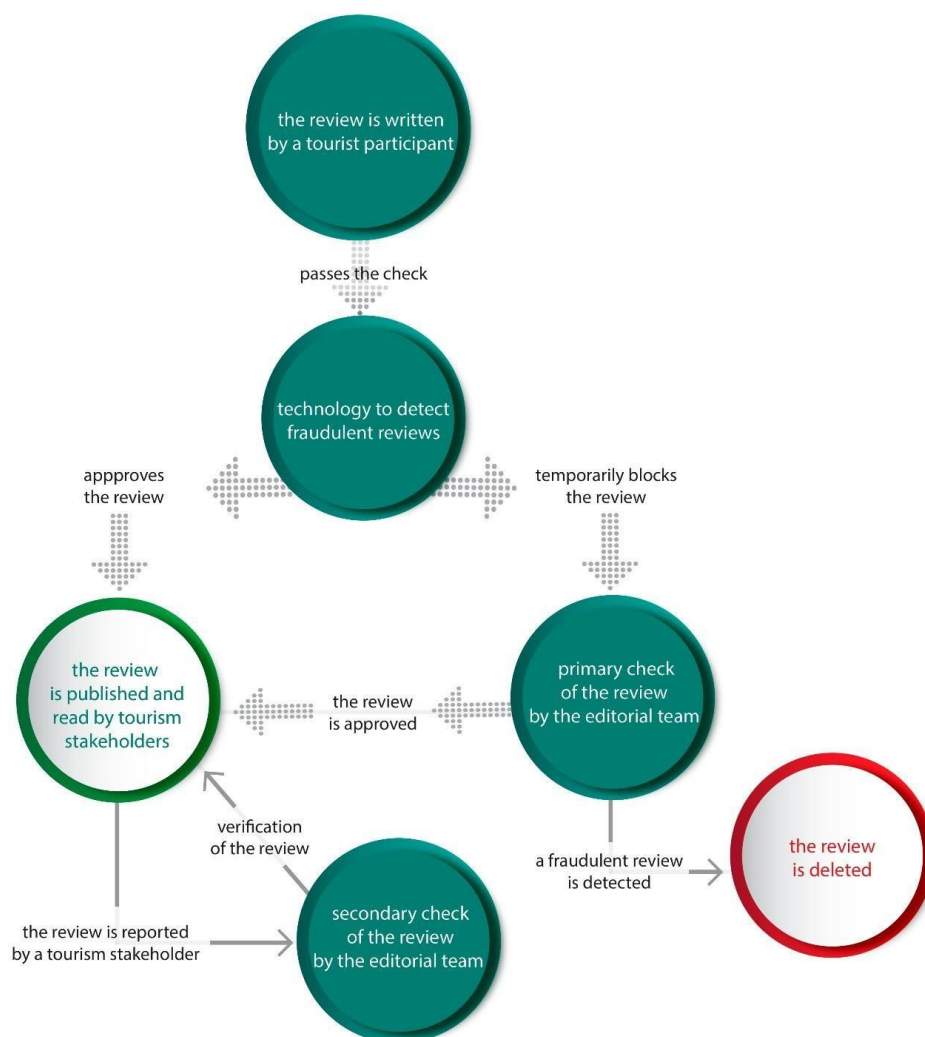 the review is written
by a tourist participant
passes the check
technology to detect
fraudulent reviews
appproves
the review
temporarily blocks
the review
the review
is published and
read by tourism
stakeholders
the review
is approved
primary check
of the review
by the editorial team
verification
of the review
a fraudulent review
is detected
the review
is deleted
the review is reported
by a tourism stakeholder
secondary check
of the review
by the editorial team